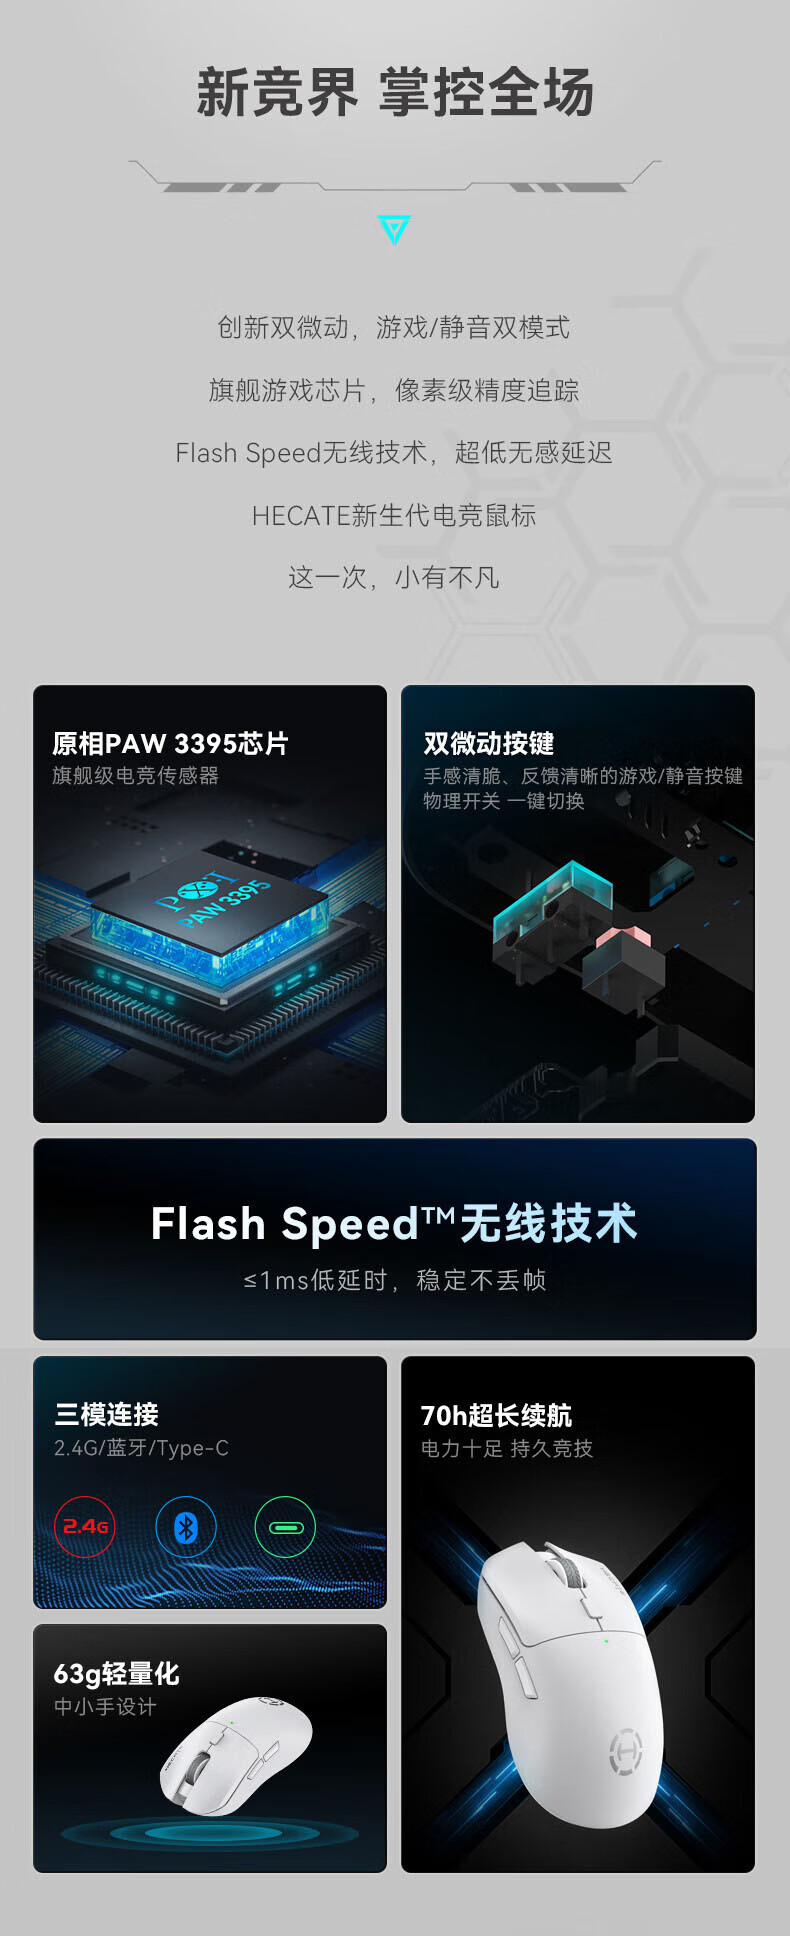 新竞界 掌控全场
创新双微动，游戏/静音双模式
旗舰游戏芯片，像素级精度追踪
Flash Speed无线技术，超低无感延迟
HECATE新生代电竞鼠标
这一次，小有不凡
原相PAW 3395芯片
旗舰级电竞传感器
PAW 3395
双微动按键
手感清脆、反馈清晰的游戏/静音按键
物理开关 一键切换
Flash Speed™无线技术
≤1ms低延时，稳定不丢帧
三模连接
2.4G/蓝牙/Type-C
2.4G
70h超长续航
电力十足 持久竞技
HECATE
63g轻量化
中小手设计
HECATE